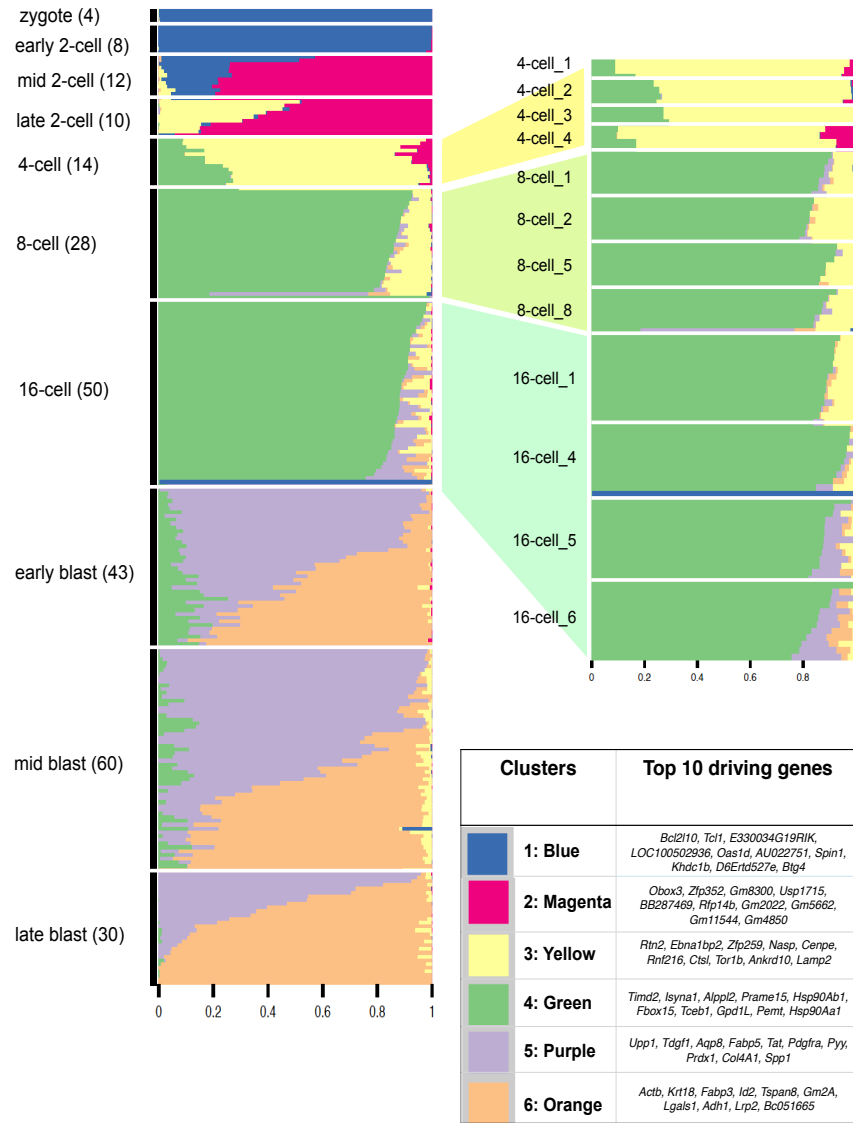 zygote (4)
early 2-cell (8)
mid 2-cell (12)
late 2-cell (10)
4-cell (14)
8-cell (28)
16-cell (50)
early blast (43)
mid blast (60)
late blast (30)
0 0.2 0.4 0.6 0.8 1
4-cell_1
4-cell_2
4-cell_3
4-cell_4
8-cell_1
8-cell_2
8-cell_5
8-cell_8
16-cell_1
16-cell_4
16-cell_5
16-cell_6
0 0.2 0.4 0.6 0.8
Clusters Top 10 driving genes
1: Blue
Bcl2l10, Tcl1, E330034G19RIK,
LOC100502936, Oas1d, AU022751, Spin1,
Khdc1b, D6Ertd527e, Btg4
2: Magenta
Obox3, Zfp352, Gm8300, Usp1715,
BB287469, Rfp14b, Gm2022, Gm5662,
Gm11544, Gm4850
3: Yellow
Rtn2, Ebna1bp2, Zfp259, Nasp, Cenpe,
Rnf216, Ctsl, Tor1b, Ankrd10, Lamp2
4: Green
Timd2, Isyna1, Alppl2, Prame15, Hsp90Ab1,
Fbox15, Tceb1, Gpd1L, Pemt, Hsp90Aa1
5: Purple
Upp1, Tdgf1, Aqp8, Fabp5, Tat, Pdgfra, Pyy,
Prdx1, Col4A1, Spp1
6: Orange
Actb, Krt18, Fabp3, Id2, Tspan8, Gm2A,
Lgals1, Adh1, Lrp2, Bc051665